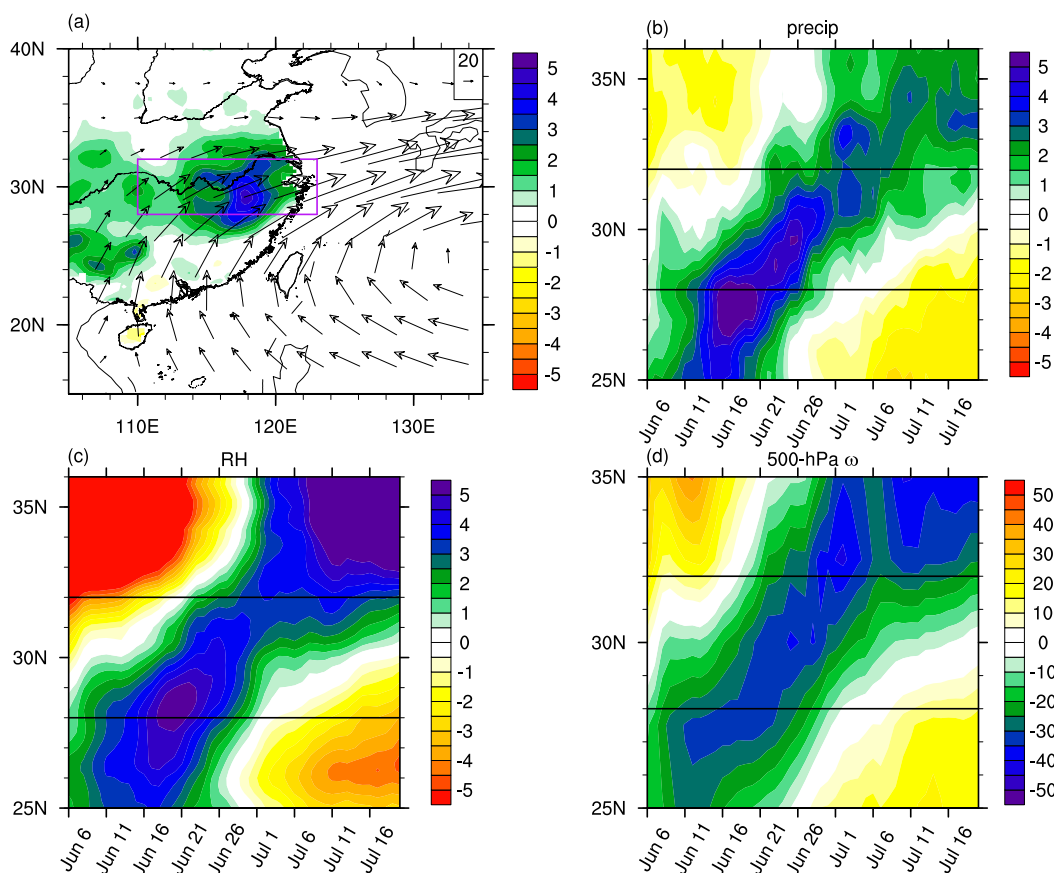 (a)
40N
30N
20N
110E
120E
130E
20
5
4
3
2
1
0
-1
-2
-3
-4
-5
(b)
precip
35N
30N
25N
Jun 6
Jun 11
Jun 16
Jun 21
Jun 26
Jul 1
Jul 6
Jul 11
Jul 16
5
4
3
2
1
0
-1
-2
-3
-4
-5
(c)
RH
35N
30N
25N
Jun 6
Jun 11
Jun 16
Jun 21
Jun 26
Jul 1
Jul 6
Jul 11
Jul 16
5
4
3
2
1
0
-1
-2
-3
-4
-5
(d)
500-hPa ω
35N
30N
25N
Jun 6
Jun 11
Jun 16
Jun 21
Jun 26
Jul 1
Jul 6
Jul 11
Jul 16
50
40
30
20
10
0
-10
-20
-30
-40
-50